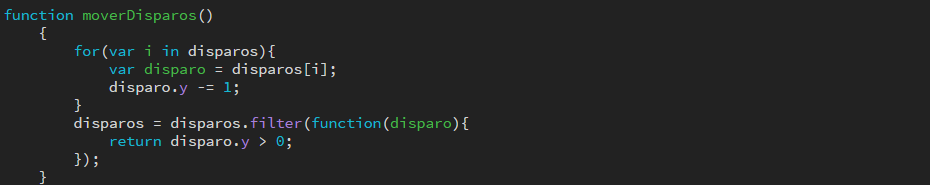 function moverDisparos()
{
for(var i in disparos){
var disparo = disparos[i];
disparo.y -= 1;
}
disparos = disparos.filter(function(disparo){
return disparo.y > 0;
});
}